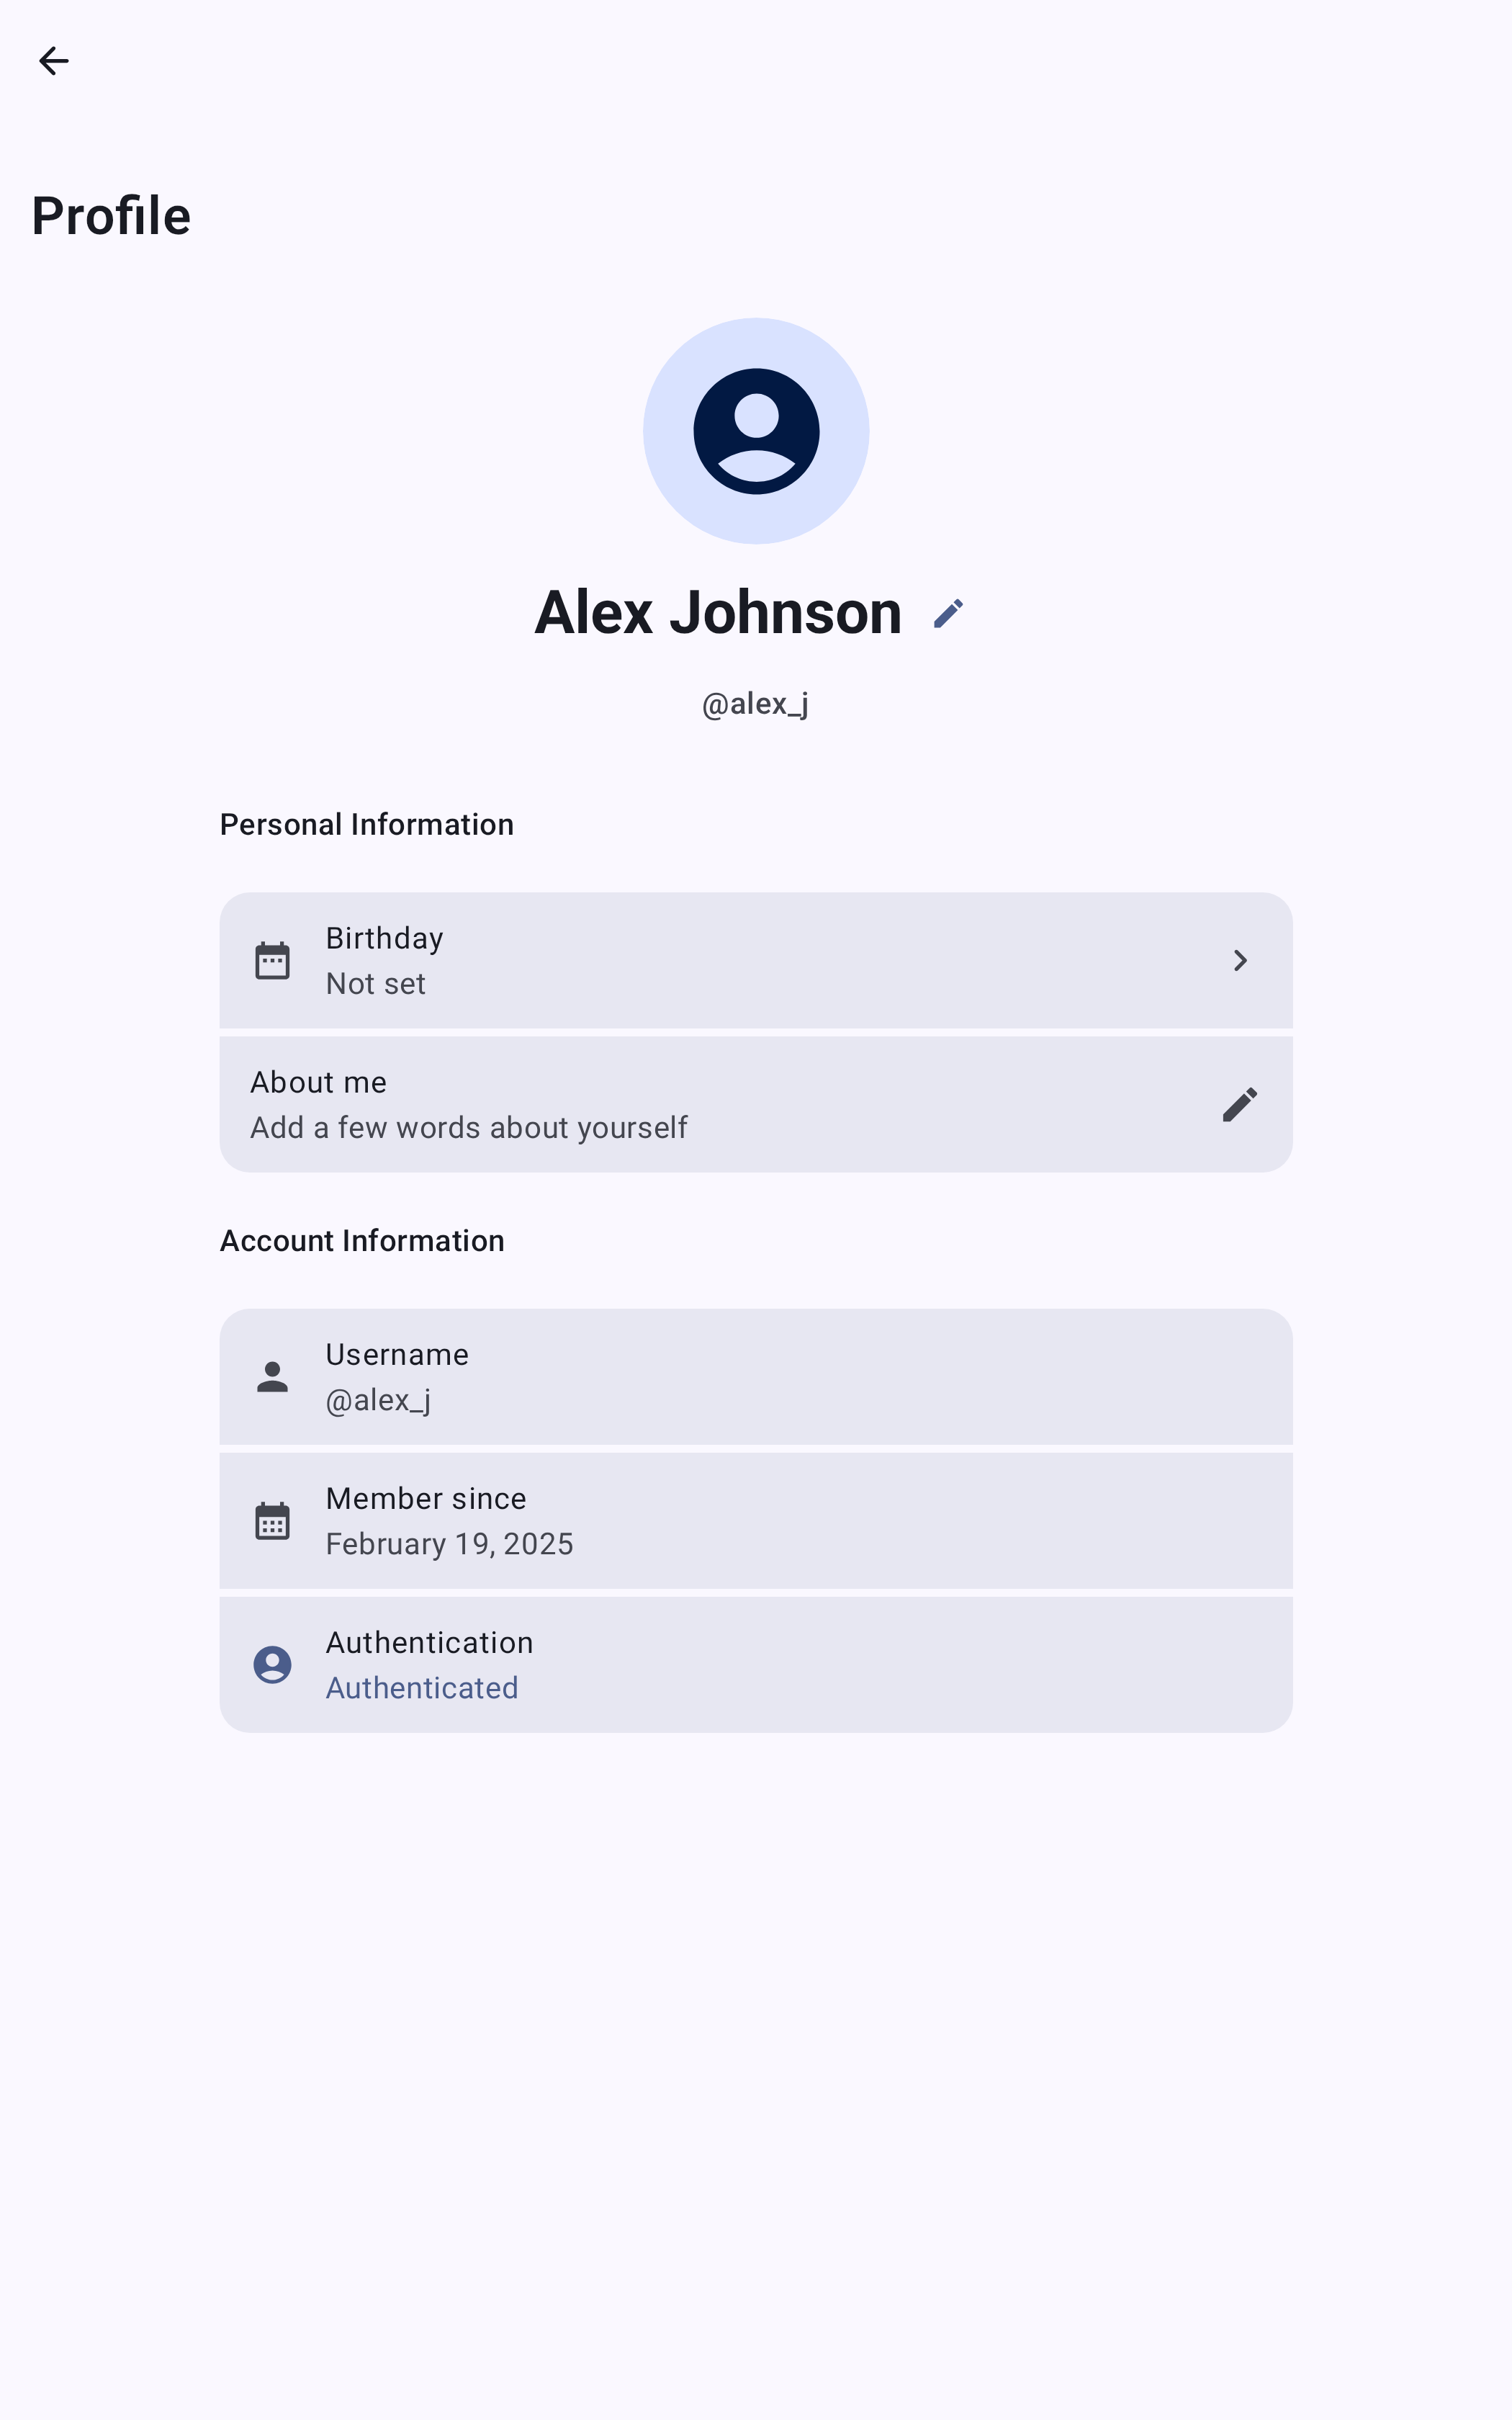 Profile
Alex Johnson
@alex_j
Personal Information
Birthday
Not set
About me
Add a few words about yourself
Account Information
Username
@alex_j
Member since
February 19, 2025
Authentication
Authenticated